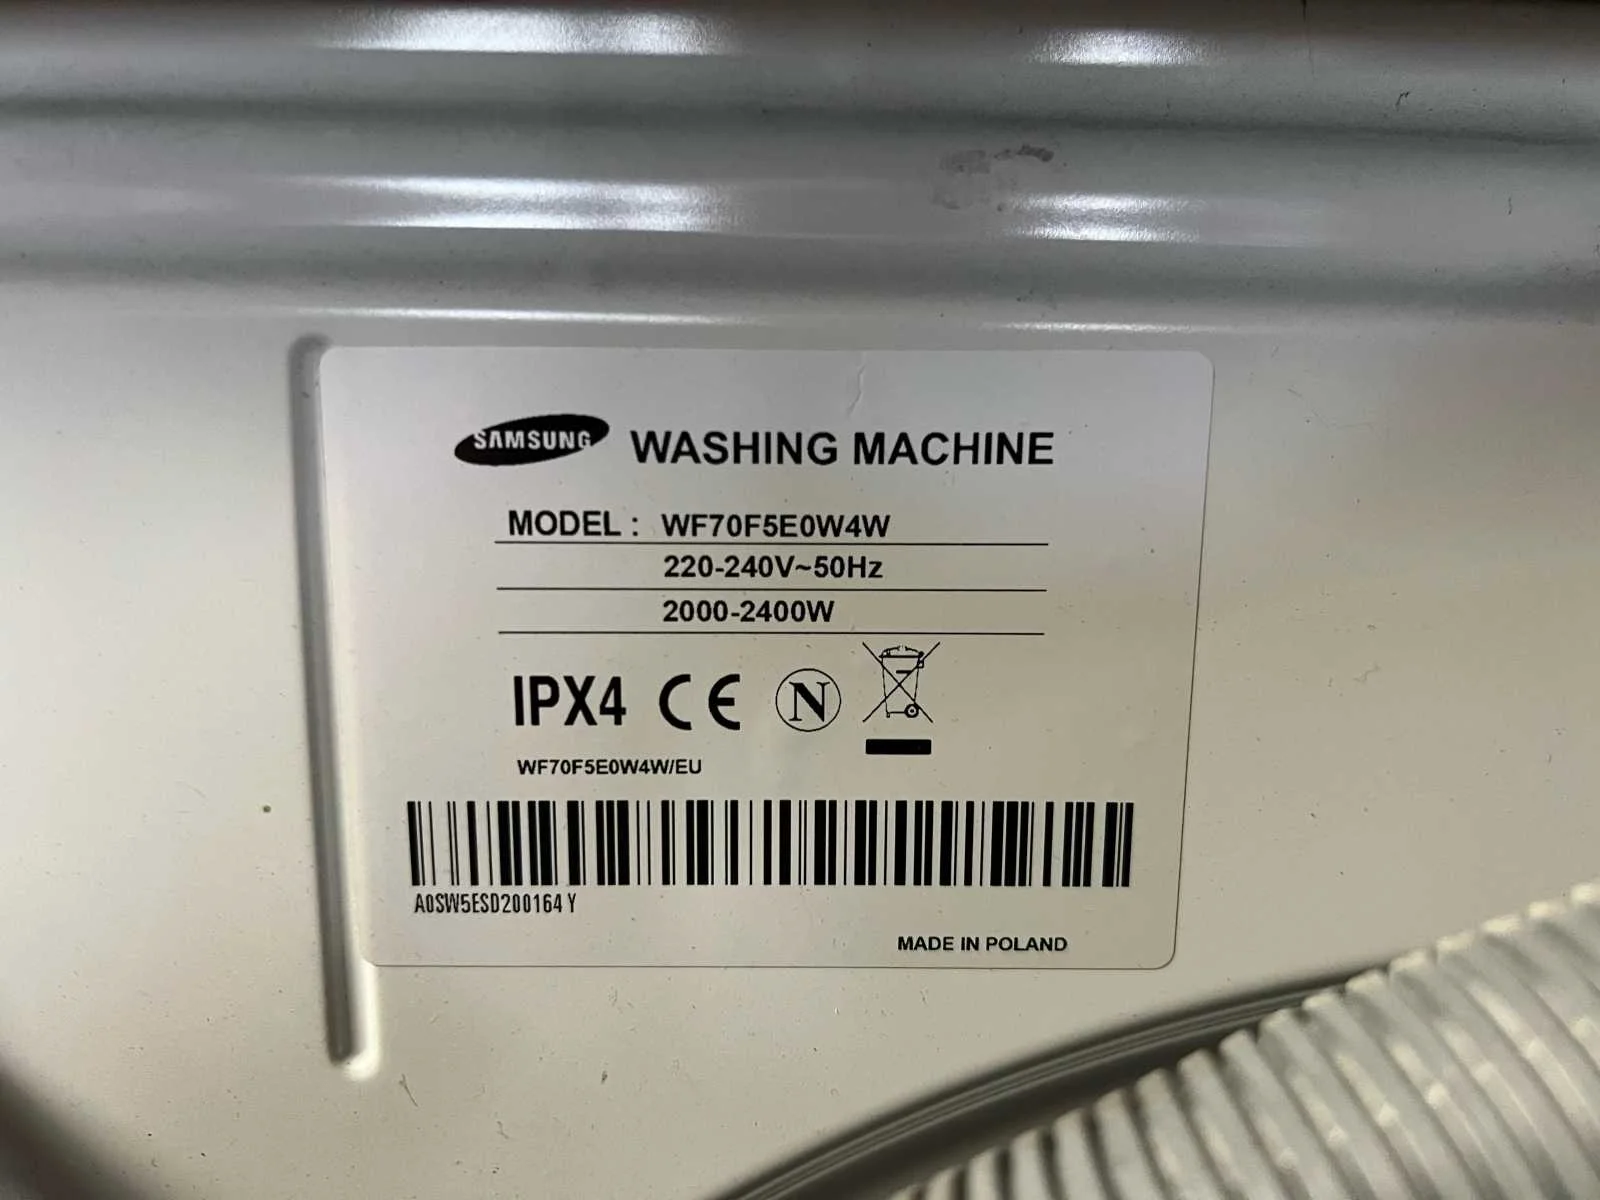 SAMSUNG WASHING MACHINE
MODEL : WF70F5E0W4W
220-240V~50Hz
2000-2400W
IPX4 CE N
WF70F5E0W4W/EU
A0SW5ESD200164 Y
MADE IN POLAND